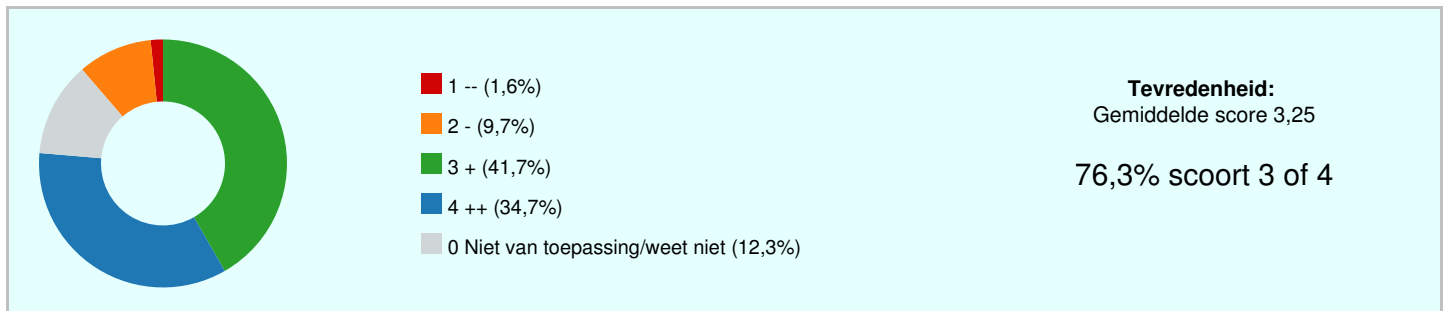 1 -- (1,6%)
2 - (9,7%)
3 + (41,7%)
4 ++ (34,7%)
0 Niet van toepassing/weet niet (12,3%)
Tevredenheid:
Gemiddelde score 3,25
76,3% scoort 3 of 4